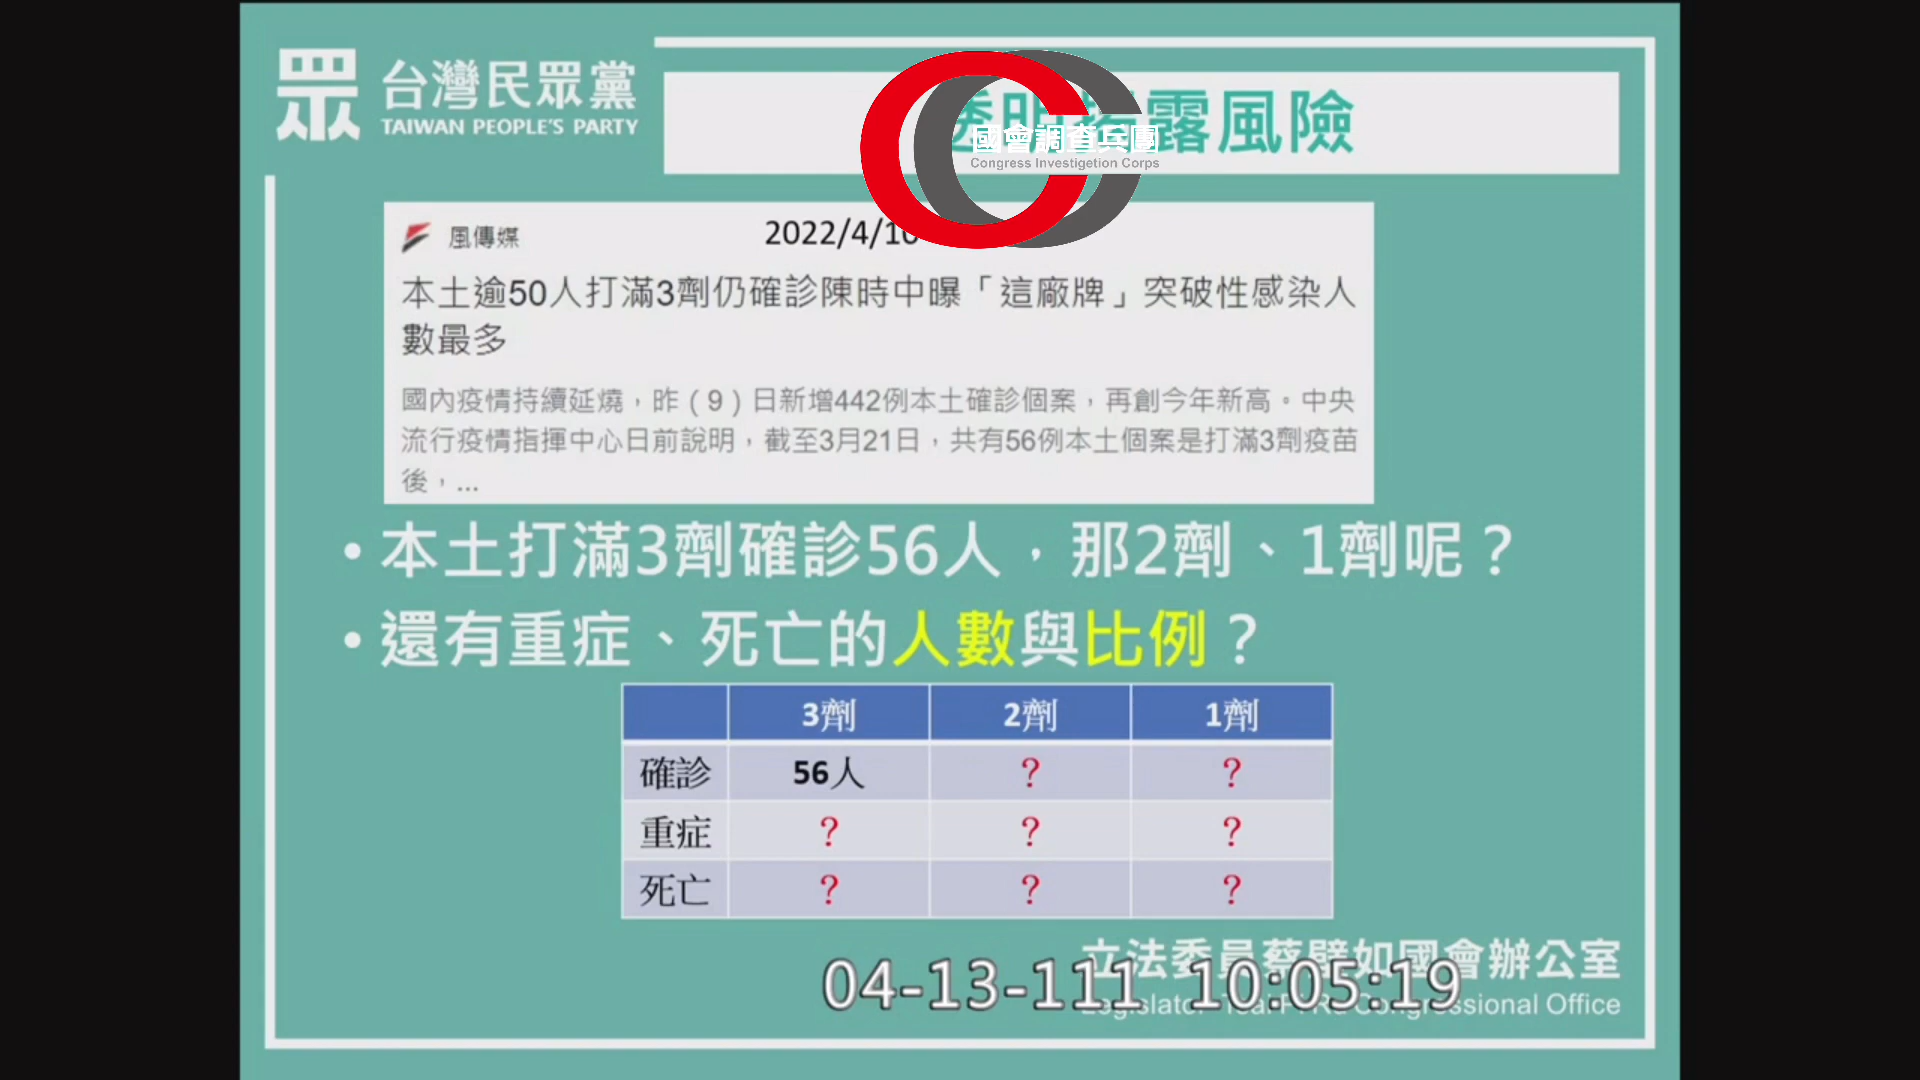 眾 台灣民眾黨
TAIWAN PEOPLE'S PARTY
透明揭露風險
國會調查兵團
Congress Investigetion Corps
風傳媒
2022/4/10
本土逾50人打滿3劑仍確診陳時中曝「這廠牌」突破性感染人
數最多
國內疫情持續延燒，昨（9）日新增442例本土確診個案，再創今年新高。中央
流行疫情指揮中心日前說明，截至3月21日，共有56例本土個案是打滿3劑疫苗
後，...
• 本土打滿3劑確診56人，那2劑、1劑呢？
• 還有重症、死亡的人數與比例？
3劑 2劑 1劑
確診 56人 ? ?
重症 ? ? ?
死亡 ? ? ?
立法委員蔡壁如國會辦公室
Congressional Office
04-13-111 10:05:19